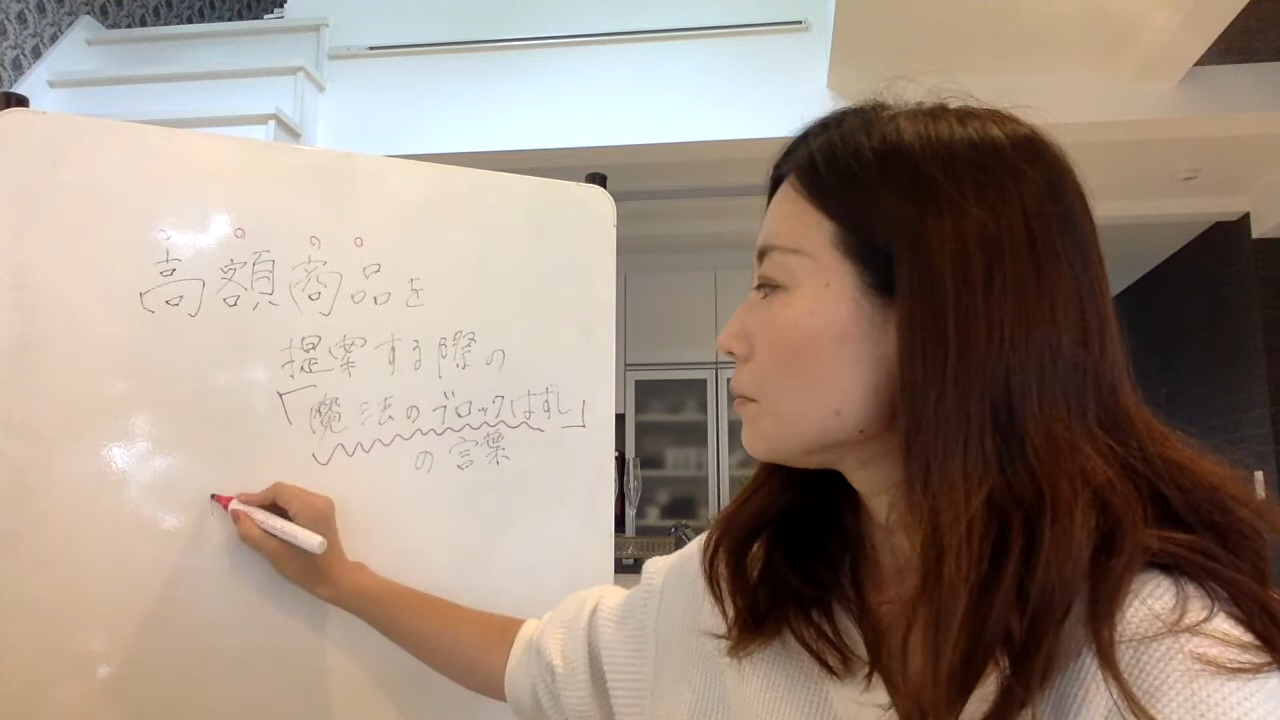 高額商品を
提案する際の
「魔法のブロックはずし」
の言葉